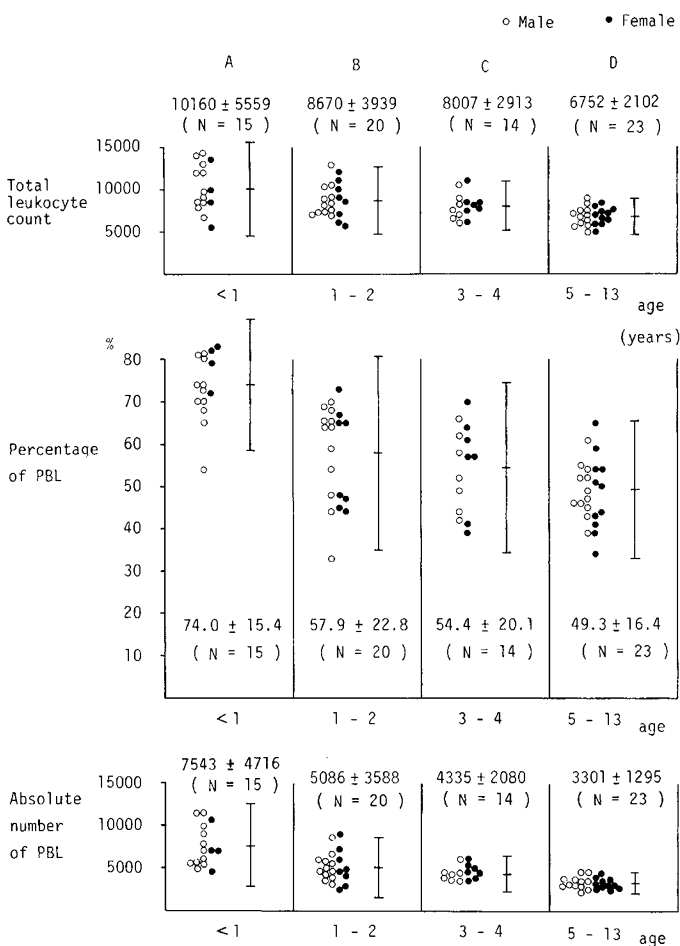 ○ Male ● Female
A B C D
10160 ± 5559 8670 ± 3939 8007 ± 2913 6752 ± 2102
( N = 15 ) ( N = 20 ) ( N = 14 ) ( N = 23 )
15000
Total
leukocyte
count
10000
5000
<1 1 - 2 3 - 4 5 - 13 age
(years)
%
80
70
60
Percentage
of PBL
50
40
30
20
10
74.0 ± 15.4 57.9 ± 22.8 54.4 ± 20.1 49.3 ± 16.4
( N = 15 ) ( N = 20 ) ( N = 14 ) ( N = 23 )
<1 1 - 2 3 - 4 5 - 13 age
7543 ± 4716 5086 ± 3588 4335 ± 2080 3301 ± 1295
( N = 15 ) ( N = 20 ) ( N = 14 ) ( N = 23 )
15000
Absolute
number
of PBL
10000
5000
<1 1 - 2 3 - 4 5 - 13 age